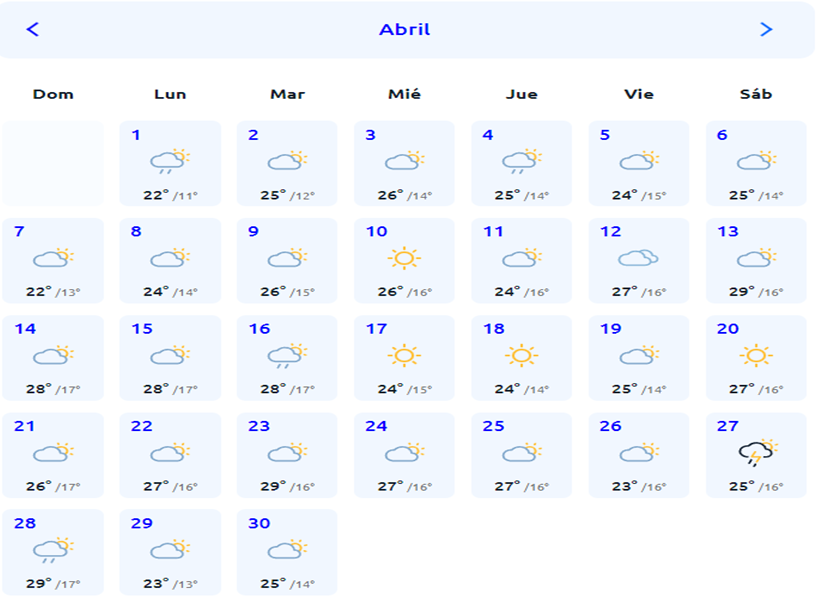 Abril
Dom Lun Mar Mié Jue Vie Sáb
1 2 3 4 5 6
22° /11° 25° /12° 26° /14° 25° /14° 24° /15° 25° /14°
7 8 9 10 11 12 13
22° /13° 24° /14° 26° /15° 26° /16° 24° /16° 27° /16° 29° /16°
14 15 16 17 18 19 20
28° /17° 28° /17° 28° /17° 24° /15° 24° /14° 25° /14° 27° /16°
21 22 23 24 25 26 27
26° /17° 27° /16° 29° /16° 27° /16° 27° /16° 23° /16° 25° /16°
28 29 30
29° /17° 23° /13° 25° /14°